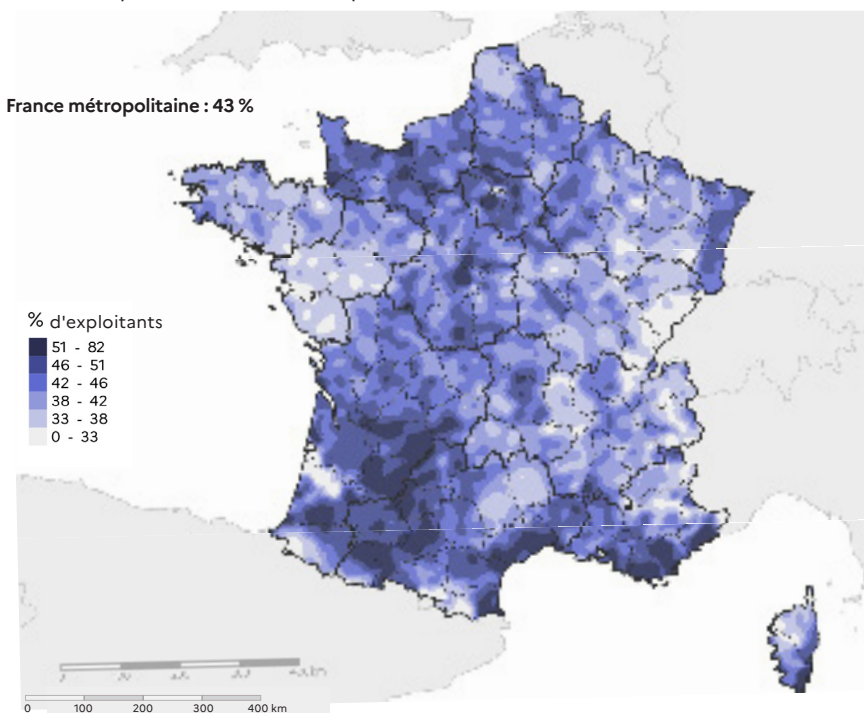 France métropolitaine : 43 %
% d'exploitants
51 - 82
46 - 51
42 - 46
38 - 42
33 - 38
0 - 33
0 100 200 300 400 km